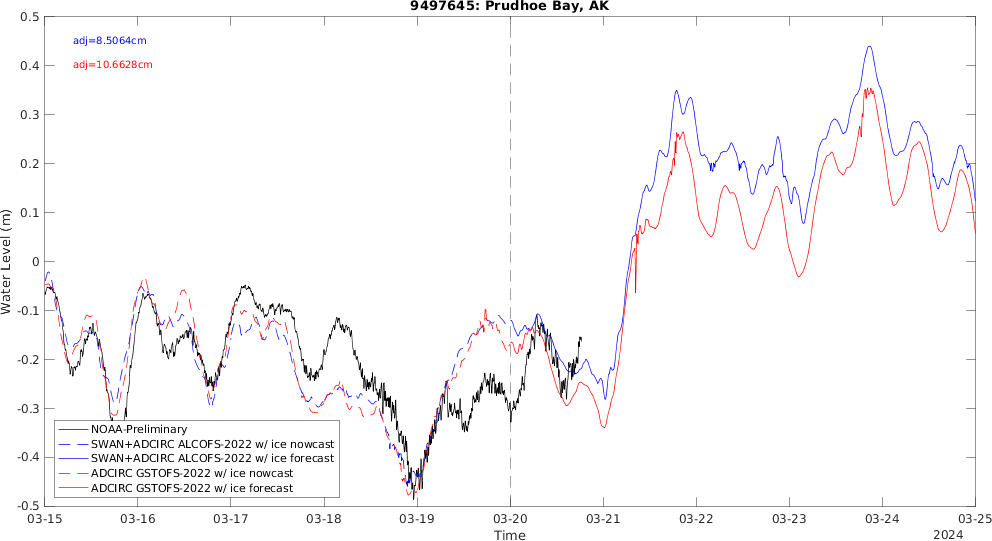 9497645: Prudhoe Bay, AK
adj=8.5064cm
adj=10.6628cm
0.5
0.4
0.3
0.2
0.1
0
-0.1
-0.2
-0.3
-0.4
-0.5
Water Level (m)
NOAA-Preliminary
SWAN+ADCIRC ALCOFS-2022 w/ ice nowcast
SWAN+ADCIRC ALCOFS-2022 w/ ice forecast
ADCIRC GSTOFS-2022 w/ ice nowcast
ADCIRC GSTOFS-2022 w/ ice forecast
03-15 03-16 03-17 03-18 03-19 03-20 03-21 03-22 03-23 03-24 03-25
Time
2024